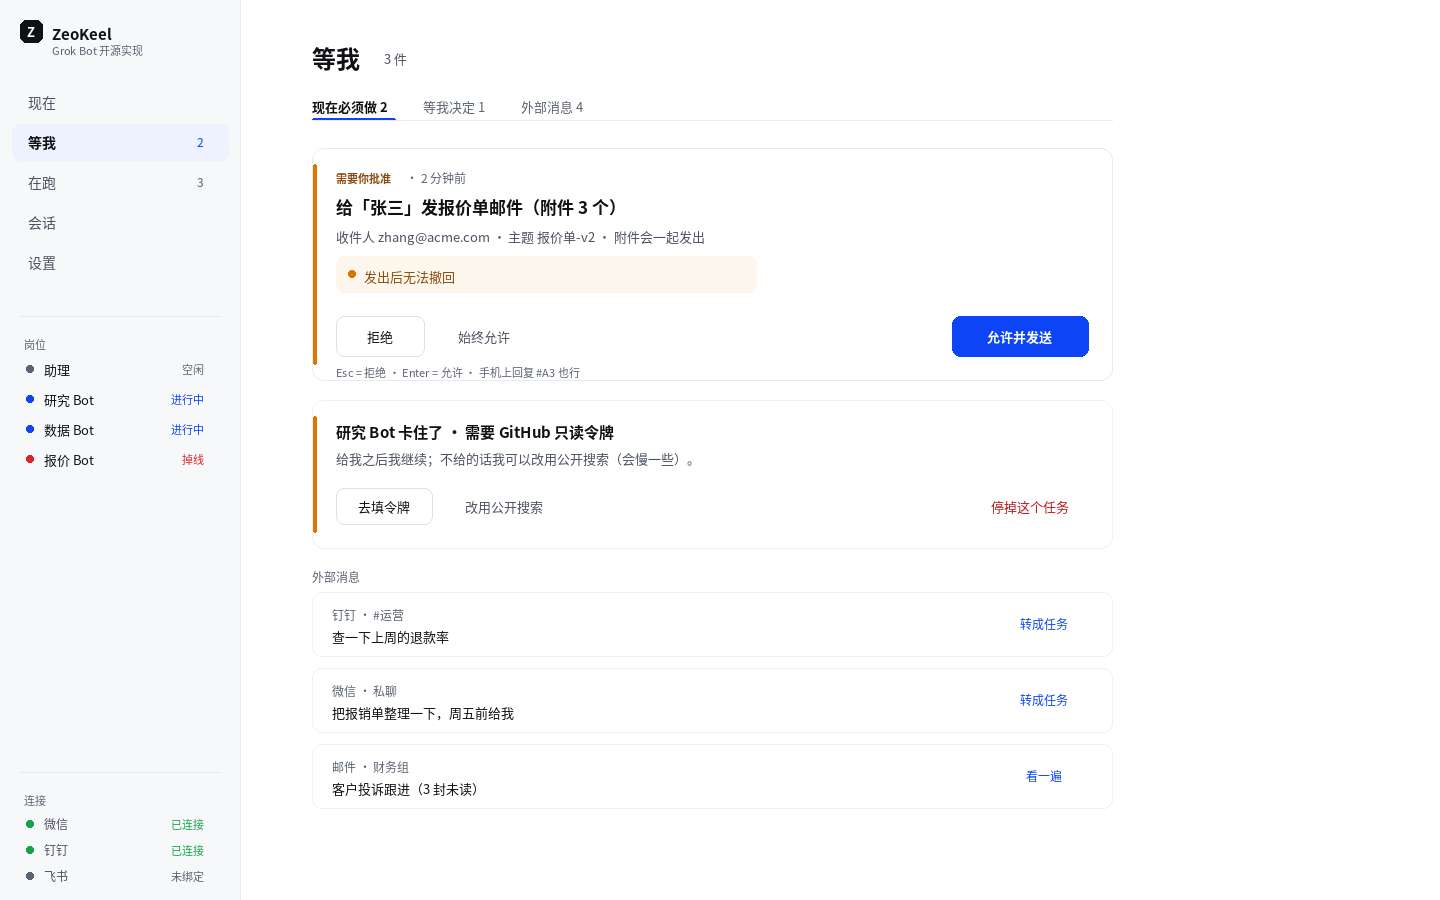 Z
ZeoKeel
Grok Bot 开源实现
现在
等我 2
在跑 3
会话
设置
岗位
助理 空闲
研究 Bot 进行中
数据 Bot 进行中
报价 Bot 掉线
连接
微信 已连接
钉钉 已连接
飞书 未绑定
等我 3 件
现在必须做 2 等我决定 1 外部消息 4
需要你批准 · 2 分钟前
给「张三」发报价单邮件（附件 3 个）
收件人 zhang@acme.com · 主题 报价单-v2 · 附件会一起发出
发出后无法撤回
拒绝 始终允许 允许并发送
Esc = 拒绝 · Enter = 允许 · 手机上回复 #A3 也行
研究 Bot 卡住了 · 需要 GitHub 只读令牌
给我之后我继续；不给的话我可以改用公开搜索（会慢一些）。
去填令牌 改用公开搜索 停掉这个任务
外部消息
钉钉 · #运营
查一下上周的退款率
转成任务
微信 · 私聊
把报销单整理一下，周五前给我
转成任务
邮件 · 财务组
客户投诉跟进（3 封未读）
看一遍